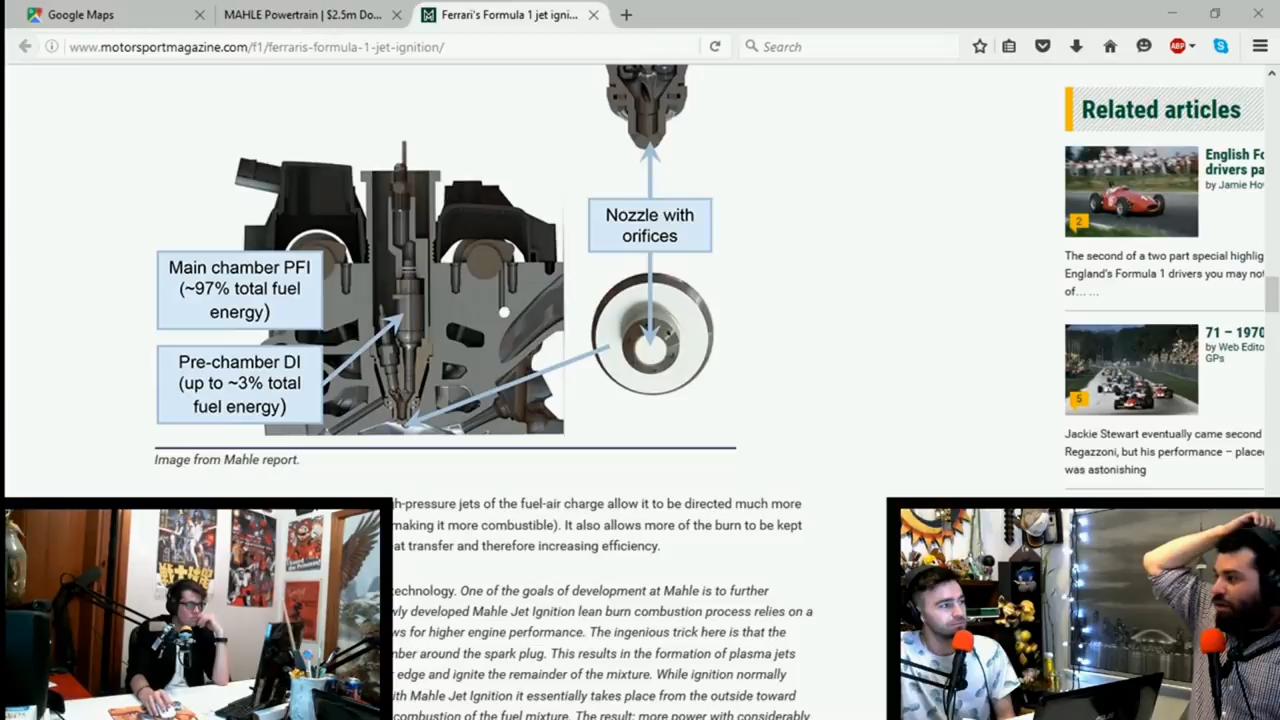 Google Maps
MAHLE Powertrain | $2.5m Do...
Ferrari's Formula 1 jet igni...
www.motorsportmagazine.com/f1/ferraris-formula-1-jet-ignition/
Search
ABP
Related articles
Nozzle with
orifices
Main chamber PFI
(~97% total fuel
energy)
Pre-chamber DI
(up to ~3% total
fuel energy)
Image from Mahle report.
2
English Fo
drivers pa
by Jamie Ho
The second of a two part special highlig
England's Formula 1 drivers you may not
of... ...
5
71 – 1970
by Web Edito
GPs
Jackie Stewart eventually came second
Regazzoni, but his performance – place
was astonishing
h-pressure jets of the fuel-air charge allow it to be directed much more
making it more combustible). It also allows more of the burn to be kept
at transfer and therefore increasing efficiency.
echnology. One of the goals of development at Mahle is to further
wly developed Mahle Jet Ignition lean burn combustion process relies on a
ws for higher engine performance. The ingenious trick here is that the
mber around the spark plug. This results in the formation of plasma jets
r edge and ignite the remainder of the mixture. While ignition normally
ith Mahle Jet Ignition it essentially takes place from the outside toward
combustion of the fuel mixture. The result: more power with considerably